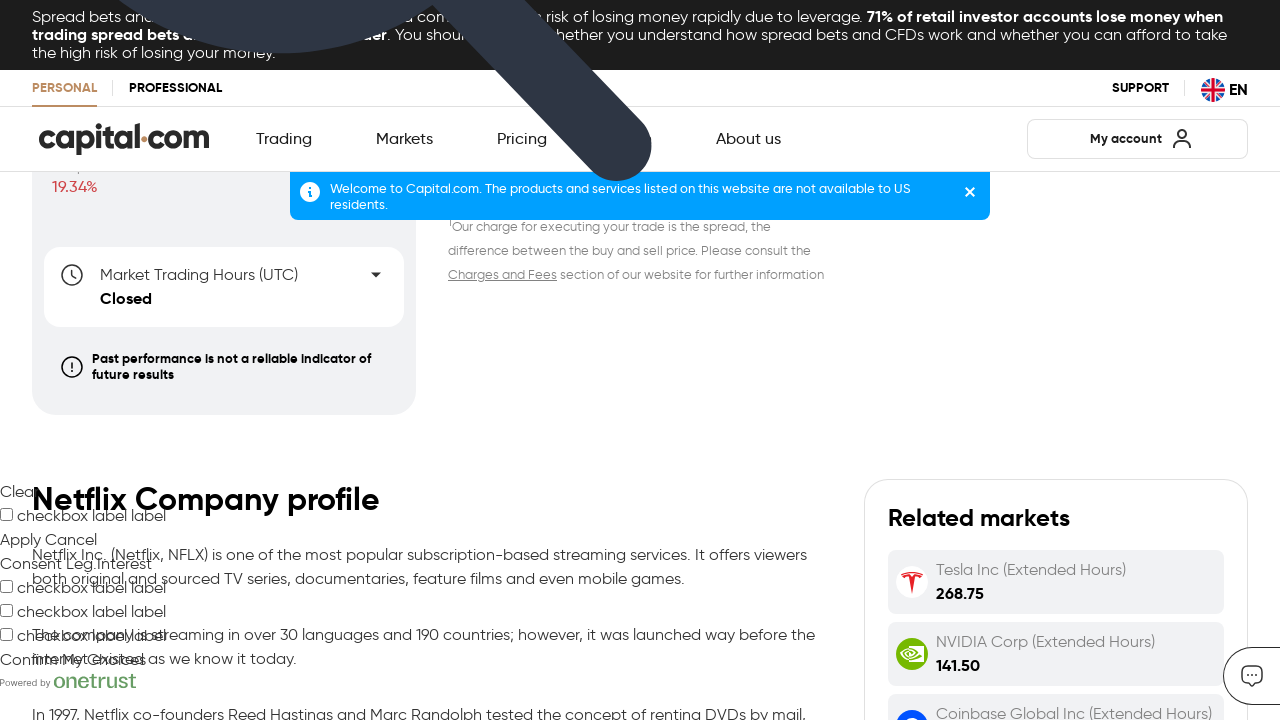 Spread bets and risk of losing money rapidly due to leverage. 71% of retail investor accounts lose money when
trading spread bets . You should whether you understand how spread bets and CFDs work and whether you can afford to take
the high risk of losing your money.
PERSONAL PROFESSIONAL SUPPORT EN
capital.com Trading Markets Pricing About us My account
19.34%
Welcome to Capital.com. The products and services listed on this website are not available to US
residents.
1Our charge for executing your trade is the spread, the
difference between the buy and sell price. Please consult the
Charges and Fees section of our website for further information
Market Trading Hours (UTC)
Closed
Past performance is not a reliable indicator of
future results
Netflix Company profile
Netflix Inc. (Netflix, NFLX) is one of the most popular subscription-based streaming services. It offers viewers
both original and sourced TV series, documentaries, feature films and even mobile games.
The company is streaming in over 30 languages and 190 countries; however, it was launched way before the
internet existed as we know it today.
In 1997, Netflix co-founders Reed Hastings and Marc Randolph tested the concept of renting DVDs by mail.
Clear
checkbox label label
Apply Cancel
Consent Leg.Interest
checkbox label label
checkbox label label
checkbox label label
Confirm My Choices
Powered by onetrust
Related markets
Tesla Inc (Extended Hours)
268.75
NVIDIA Corp (Extended Hours)
141.50
Coinbase Global Inc (Extended Hours)